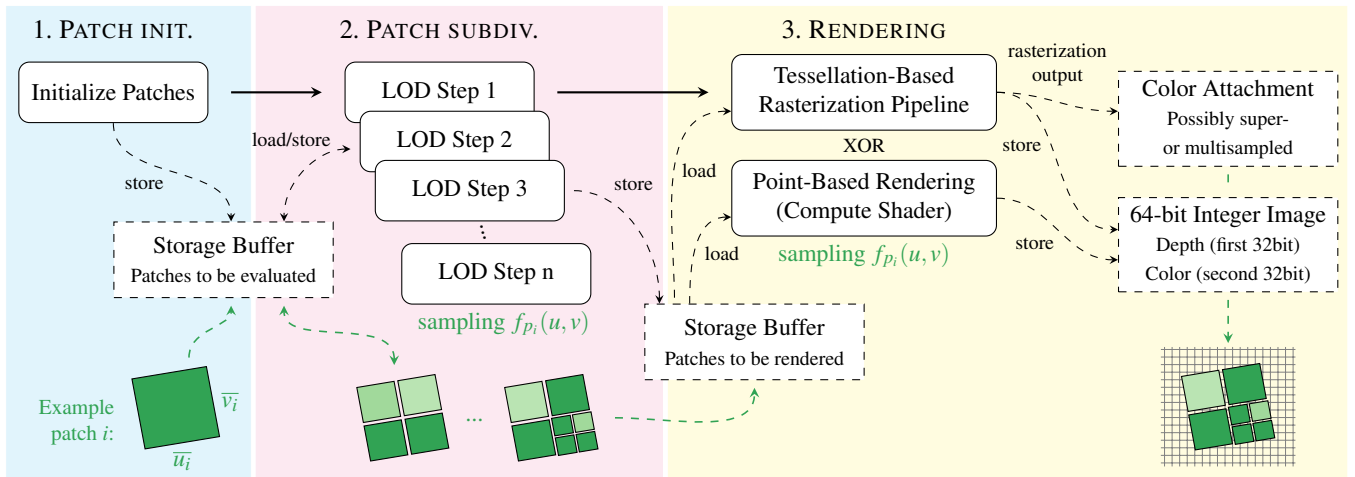 1. PATCH INIT.
Initialize Patches
store
Storage Buffer
Patches to be evaluated
Example
patch i:
v̅i̅
u̅i̅
2. PATCH SUBDIV.
LOD Step 1
LOD Step 2
LOD Step 3
⋮
LOD Step n
load/store
sampling f_{p_i}(u,v)
...
store
3. RENDERING
Tessellation-Based
Rasterization Pipeline
XOR
Point-Based Rendering
(Compute Shader)
sampling f_{p_i}(u,v)
load
load
Storage Buffer
Patches to be rendered
rasterization
output
store
store
Color Attachment
Possibly super-
or multisampled
64-bit Integer Image
Depth (first 32bit)
Color (second 32bit)